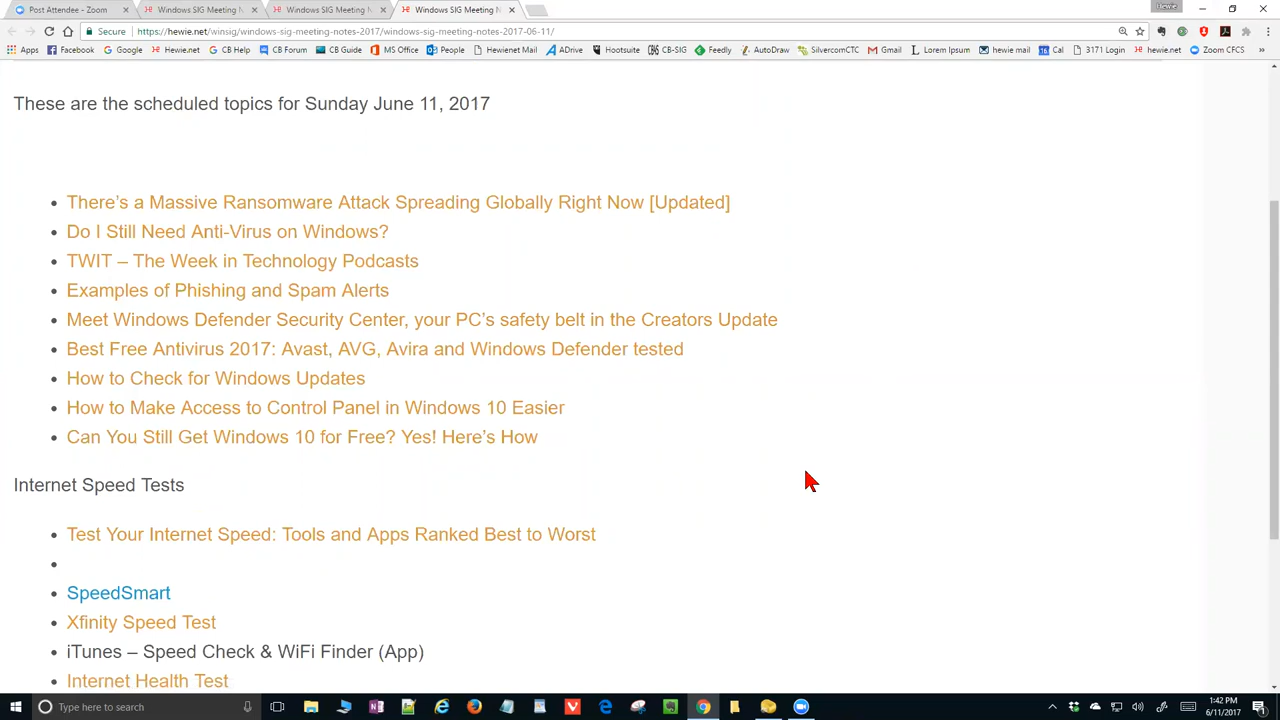 Post Attendee - Zoom
Windows SIG Meeting N
Windows SIG Meeting N
Windows SIG Meeting N
Hewie
Secure
https://hewie.net/winsig/windows-sig-meeting-notes-2017/windows-sig-meeting-notes-2017-06-11/
Apps Facebook Google Hewie.net CB Help CB Forum CB Guide MS Office People Hewienet Mail ADrive Hootsuite CB-SIG Feedly AutoDraw SilvercomCTC Gmail Lorem Ipsum hewie mail Cal 3171 Login hewie.net Zoom CFCS »
These are the scheduled topics for Sunday June 11, 2017
• There’s a Massive Ransomware Attack Spreading Globally Right Now [Updated]
• Do I Still Need Anti-Virus on Windows?
• TWIT – The Week in Technology Podcasts
• Examples of Phishing and Spam Alerts
• Meet Windows Defender Security Center, your PC’s safety belt in the Creators Update
• Best Free Antivirus 2017: Avast, AVG, Avira and Windows Defender tested
• How to Check for Windows Updates
• How to Make Access to Control Panel in Windows 10 Easier
• Can You Still Get Windows 10 for Free? Yes! Here’s How
Internet Speed Tests
• Test Your Internet Speed: Tools and Apps Ranked Best to Worst
•
• SpeedSmart
• Xfinity Speed Test
• iTunes – Speed Check & WiFi Finder (App)
• Internet Health Test
Type here to search
1:42 PM
6/11/2017